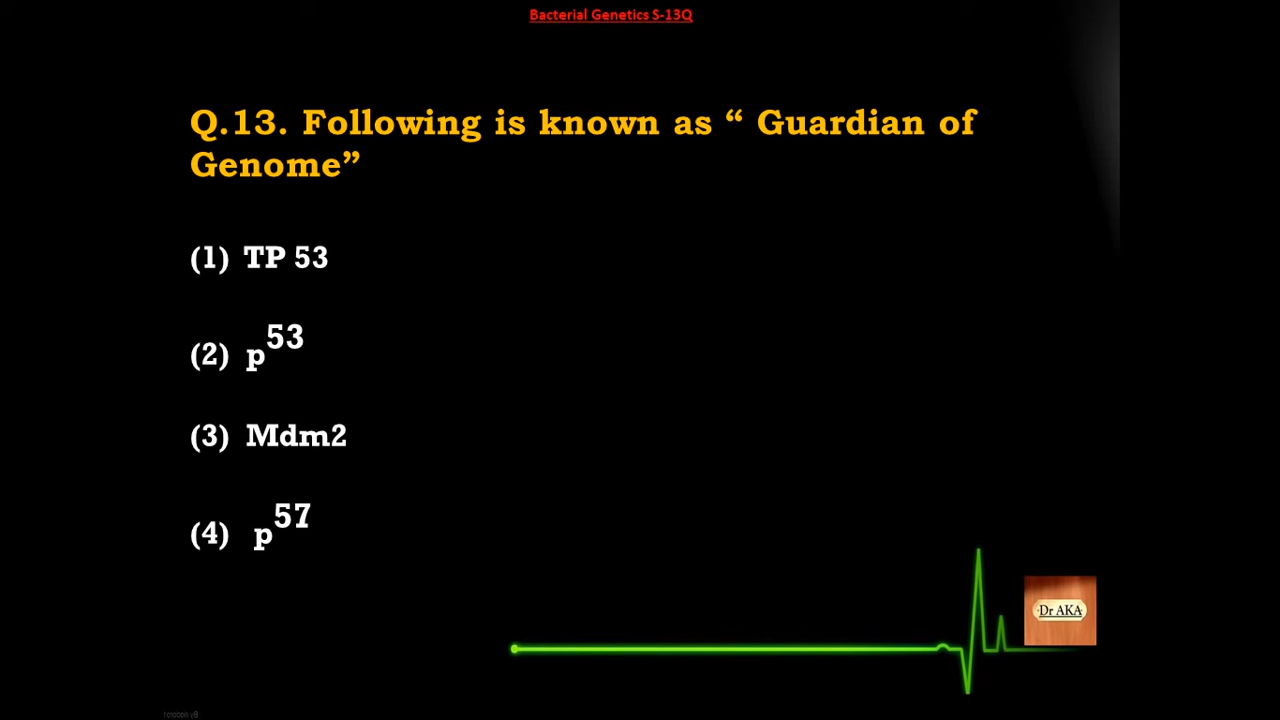 Bacterial Genetics S-13Q
Q.13. Following is known as “ Guardian of
Genome”
(1) TP 53
(2) p53
(3) Mdm2
(4) p57
Dr AKA